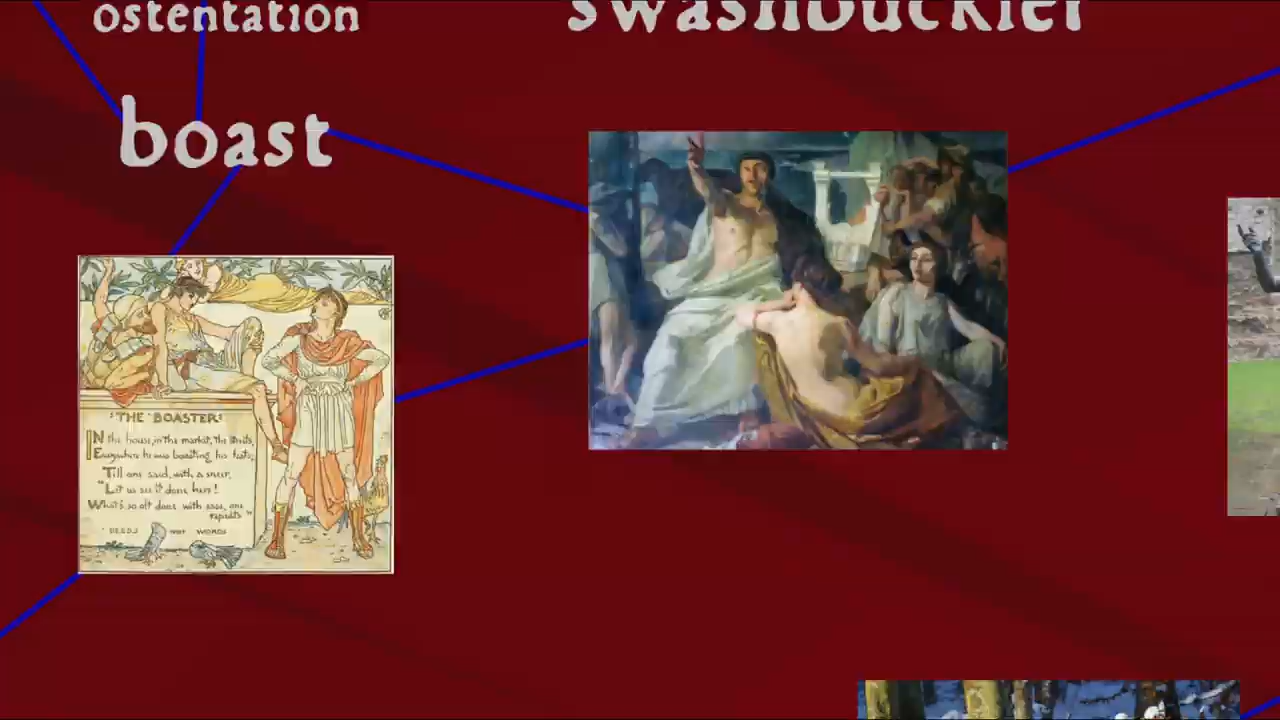 ostentation
swashbuckler
boast
THE BOASTER
IN the house, in the market, the streets,
Everywhere he was boasting his feats;
Till one said, with a sneer,
"Let us see it done here!
What's so oft done with ease, one
repeats"
DEEDS NOT WORDS